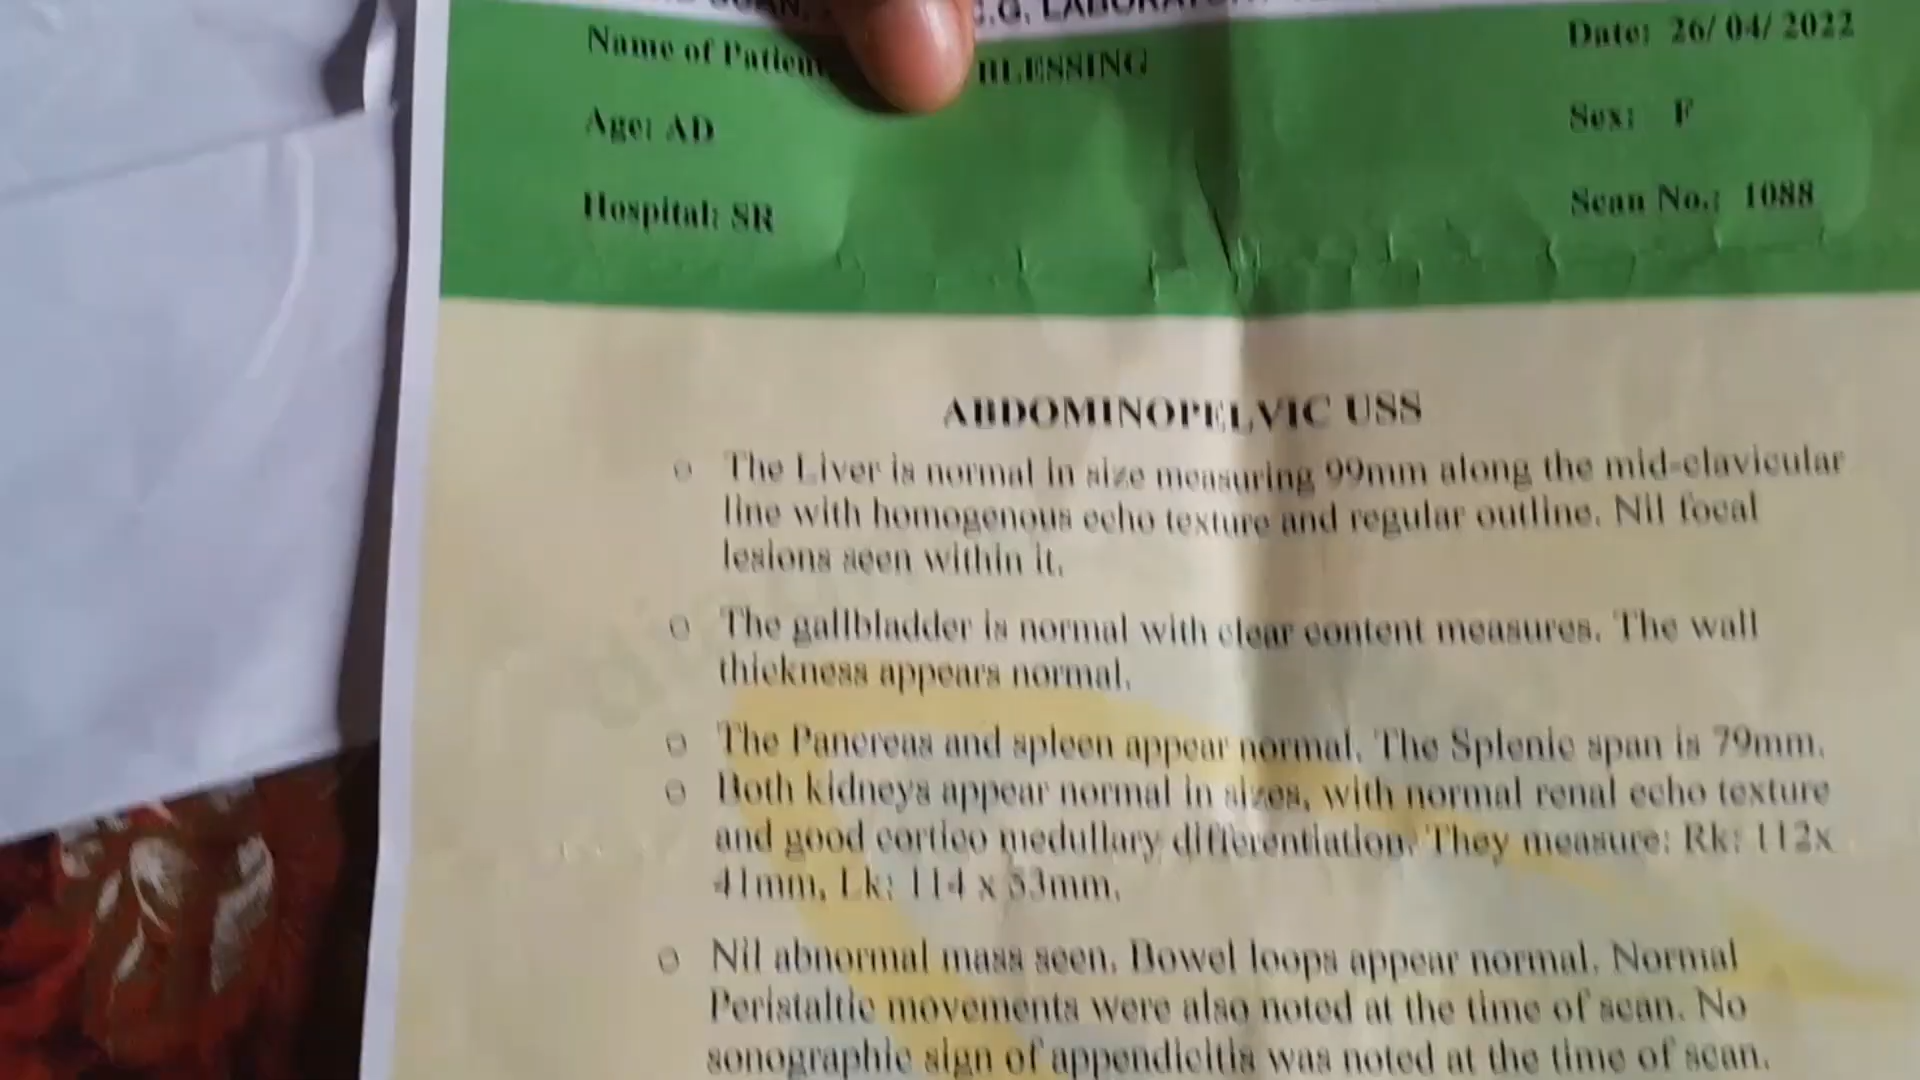 LABORATORY
Name of Patient BLESSING
Date: 26/ 04/ 2022
Age: AD
Sex: F
Hospital: SR
Scan No.: 1088
ABDOMINOPELVIC USS
o The Liver is normal in size measuring 99mm along the mid-clavicular
line with homogenous echo texture and regular outline. Nil focal
lesions seen within it.
o The gallbladder is normal with clear content measures. The wall
thickness appears normal.
o The Pancreas and spleen appear normal. The Splenic span is 79mm.
o Both kidneys appear normal in sizes, with normal renal echo texture
and good cortico medullary differentiation. They measure: Rk: 112x
41mm, Lk: 114 x 53mm.
o Nil abnormal mass seen. Bowel loops appear normal. Normal
Peristaltic movements were also noted at the time of scan. No
sonographic sign of appendicitis was noted at the time of scan.